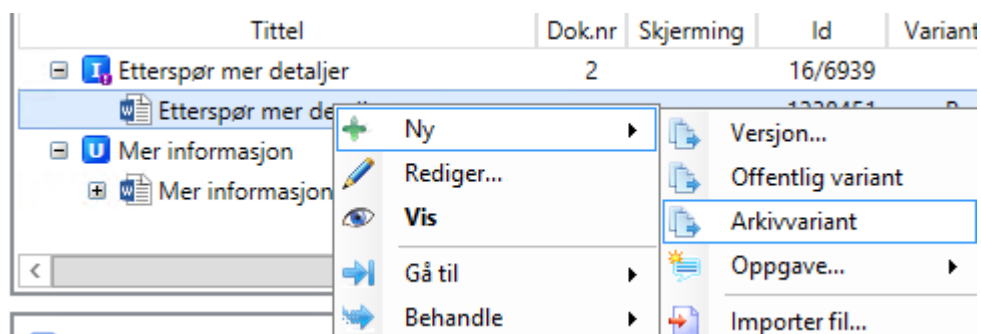 Tittel Dok.nr Skjerming Id Variant
Etterspør mer detaljer 2 16/6939
Etterspør mer de
Ny Versjon...
Mer informasjon
Rediger... Offentlig variant
Mer informasjon
Vis Arkivvariant
Gå til Oppgave...
Behandle Importer fil...